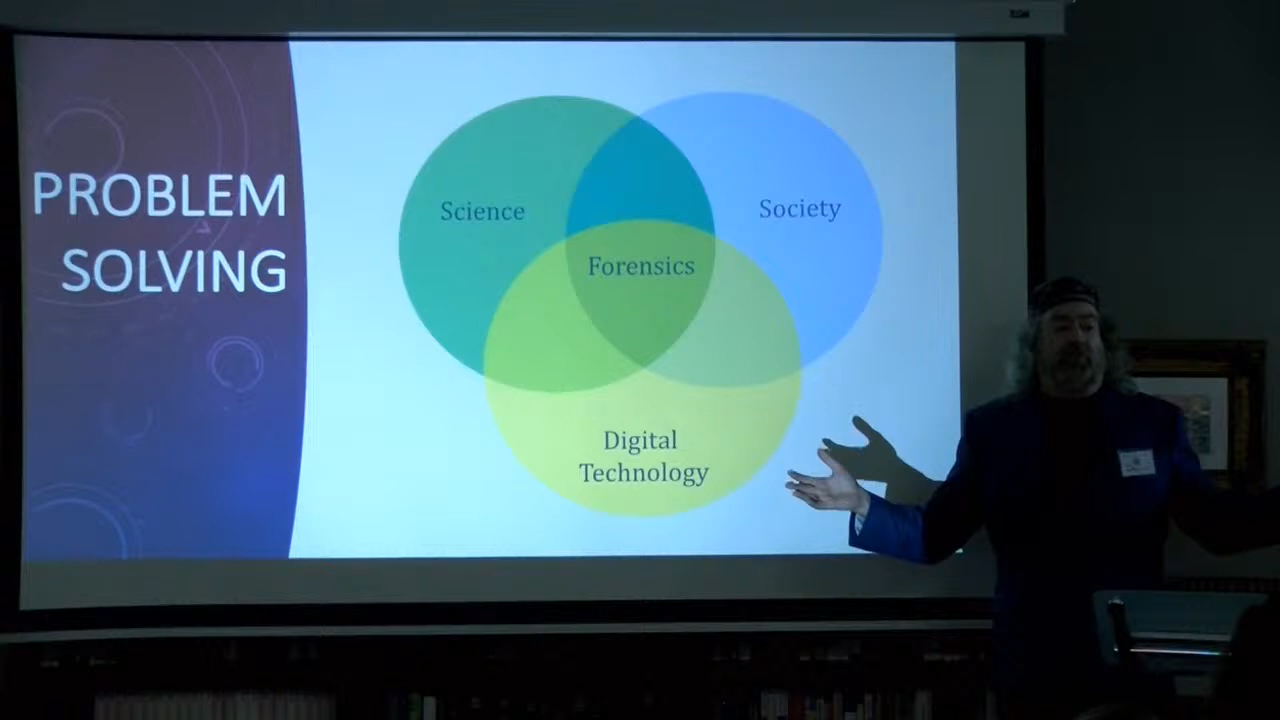 PROBLEM
SOLVING
Science
Society
Forensics
Digital
Technology